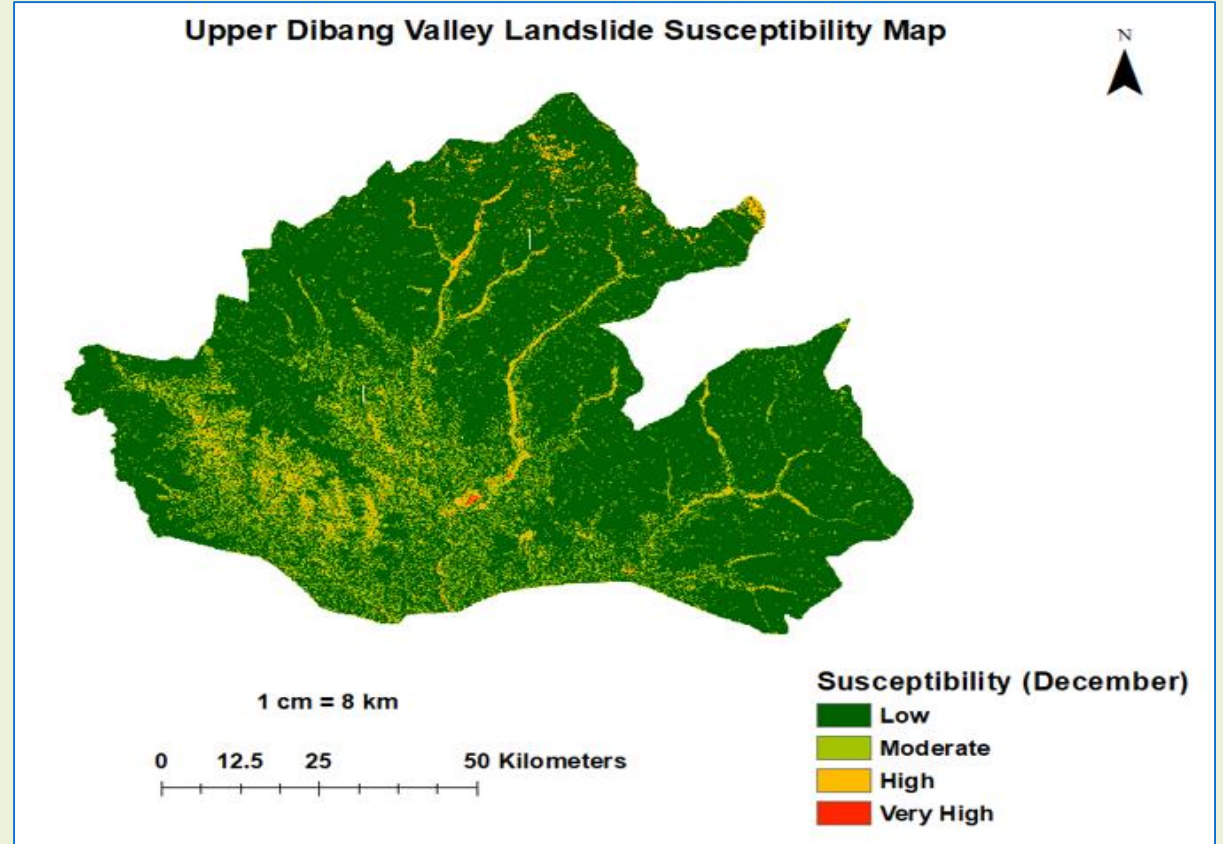 Upper Dibang Valley Landslide Susceptibility Map
N
1 cm = 8 km
0 12.5 25 50 Kilometers
Susceptibility (December)
Low
Moderate
High
Very High